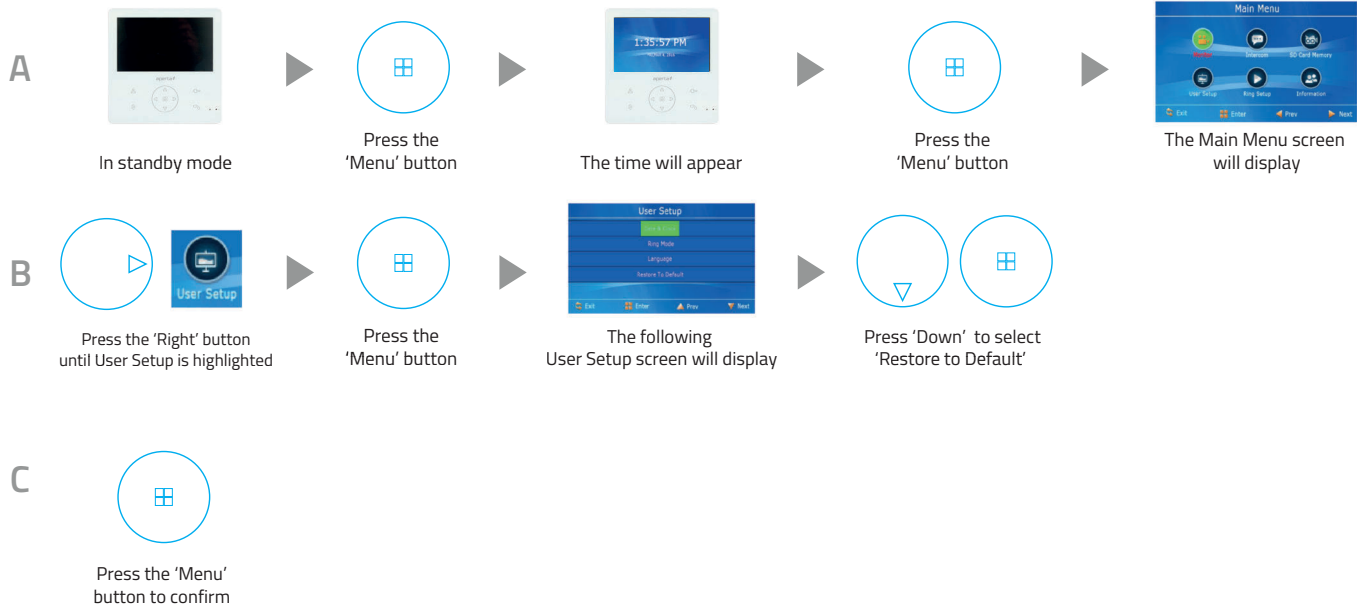 A
1:35:57 PM
In standby mode
Press the
'Menu' button
The time will appear
Press the
'Menu' button
Main Menu
Intercom
SD Card Memory
User Setup
Ring Setup
Information
Exit
Enter
Prev
Next
The Main Menu screen
will display
B
User Setup
Press the 'Right' button
until User Setup is highlighted
Press the
'Menu' button
User Setup
Ring Mode
Language
Restore To Default
Exit
Enter
Prev
Next
The following
User Setup screen will display
Press 'Down' to select
'Restore to Default'
C
Press the 'Menu'
button to confirm